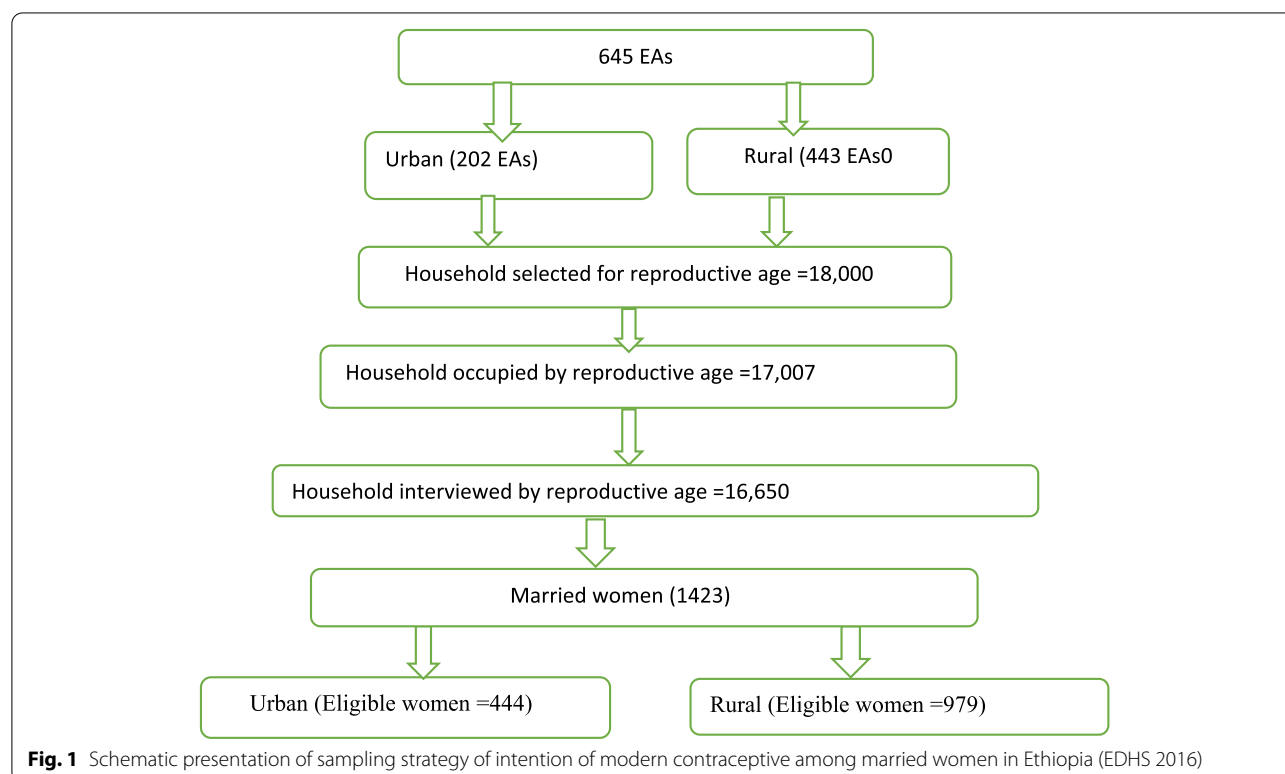 645 EAs
Urban (202 EAs)
Rural (443 EAs0
Household selected for reproductive age =18,000
Household occupied by reproductive age =17,007
Household interviewed by reproductive age =16,650
Married women (1423)
Urban (Eligible women =444)
Rural (Eligible women =979)
Fig. 1 Schematic presentation of sampling strategy of intention of modern contraceptive among married women in Ethiopia (EDHS 2016)